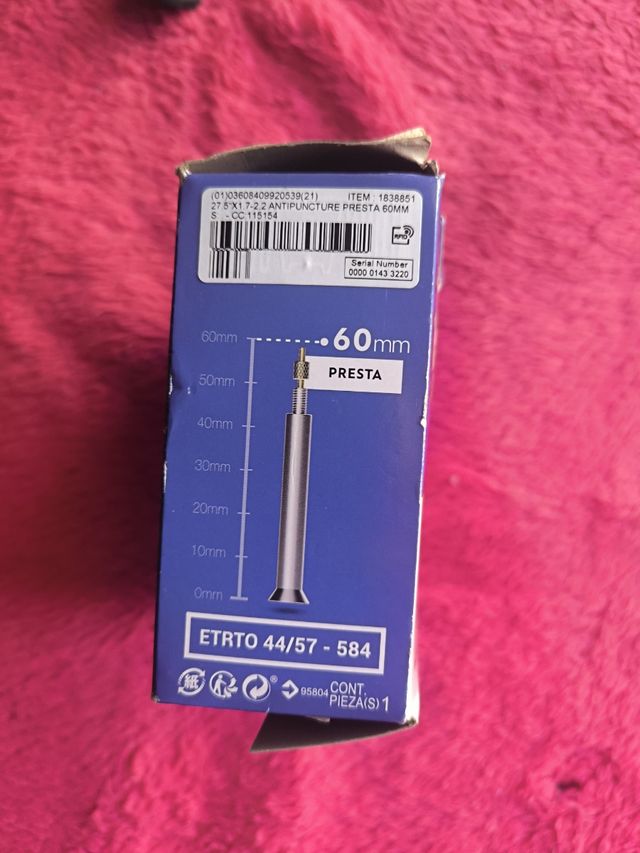 (01)03608409920539(21) ITEM : 1838851
27.5"X1.7-2.2 ANTIPUNCTURE PRESTA 60MM
S. - CC 115154
RFID
Serial Number
0000 0143 3220
60mm
60mm
PRESTA
50mm
40mm
30mm
20mm
10mm
0mm
ETRTO 44/57 - 584
紙
95804 CONT.
PIEZA(S) 1